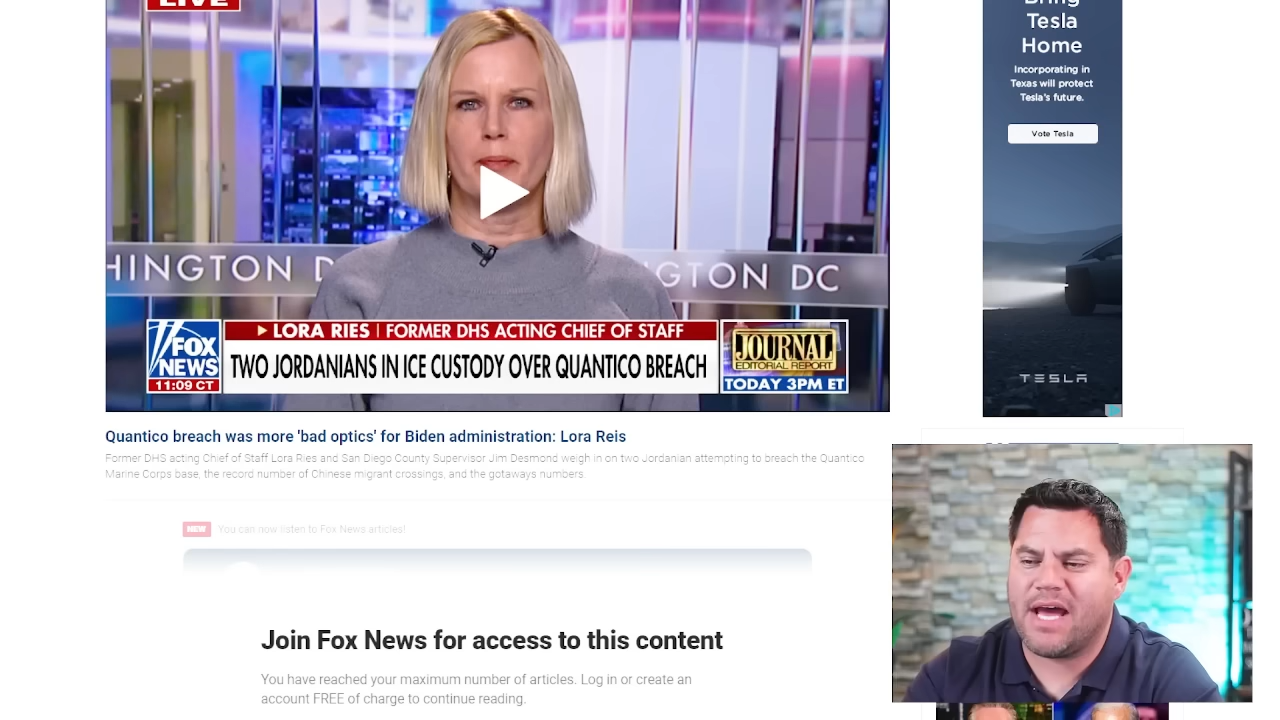 LIVE
HINGTON D
GTON DC
FOX
NEWS
11:09 CT
LORA RIES | FORMER DHS ACTING CHIEF OF STAFF
TWO JORDANIANS IN ICE CUSTODY OVER QUANTICO BREACH
JOURNAL
EDITORIAL REPORT
TODAY 3PM ET
Quantico breach was more 'bad optics' for Biden administration: Lora Reis
Former DHS acting Chief of Staff Lora Ries and San Diego County Supervisor Jim Desmond weigh in on two Jordanian attempting to breach the Quantico
Marine Corps base, the record number of Chinese migrant crossings, and the gotaways numbers.
NEW You can now listen to Fox News articles!
Join Fox News for access to this content
You have reached your maximum number of articles. Log in or create an
account FREE of charge to continue reading.
Bring
Tesla
Home
Incorporating in
Texas will protect
Tesla's future.
Vote Tesla
TESLA